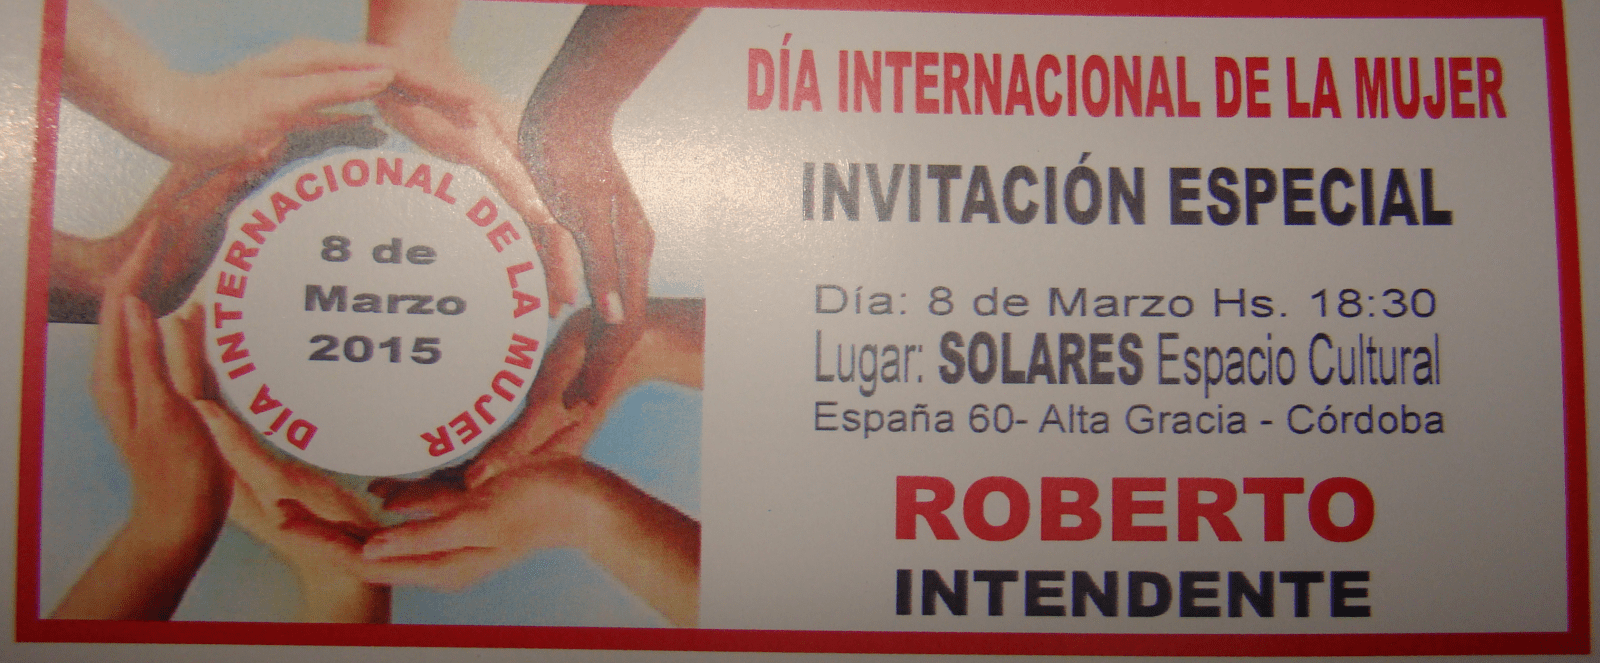 DÍA INTERNACIONAL DE LA MUJER
8 de
Marzo
2015
DÍA INTERNACIONAL DE LA MUJER
INVITACIÓN ESPECIAL
Día: 8 de Marzo Hs. 18:30
Lugar: SOLARES Espacio Cultural
España 60- Alta Gracia - Córdoba
ROBERTO
INTENDENTE